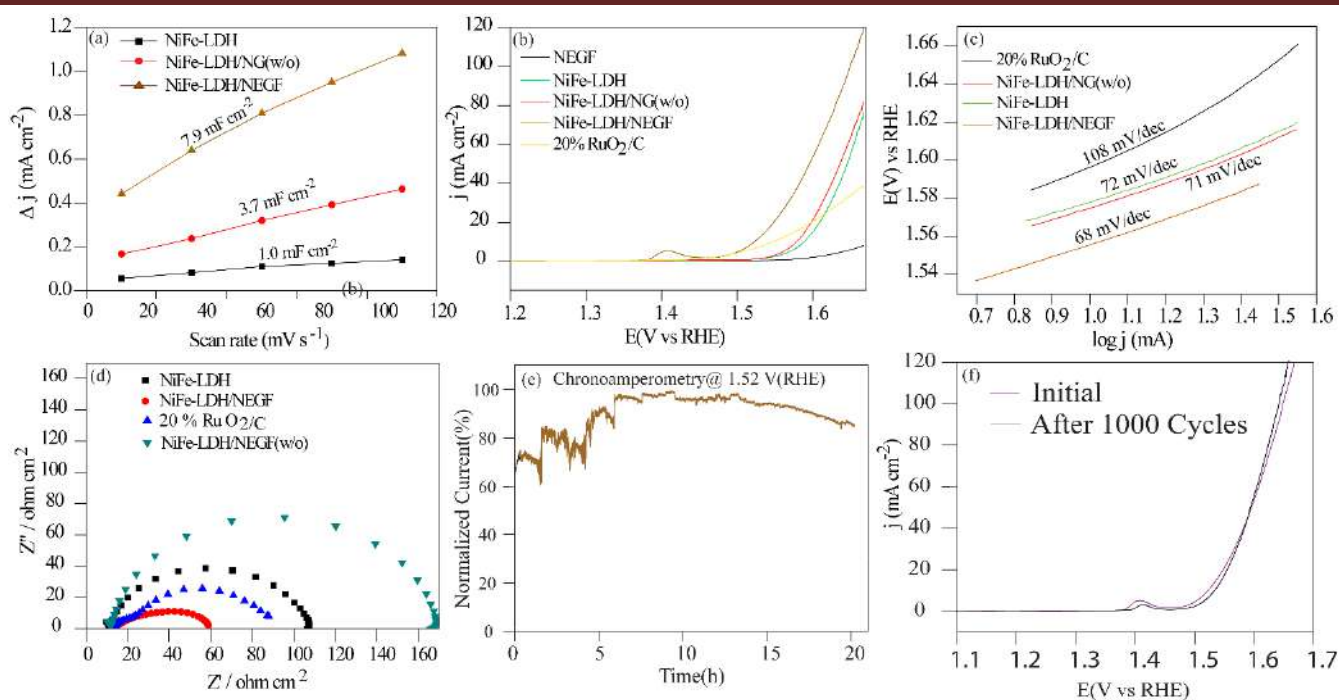 (a)
NiFe-LDH
NiFe-LDH/NG(w/o)
NiFe-LDH/NEGF
7.9 mF cm-2
3.7 mF cm-2
1.0 mF cm-2
1.2
1.0
0.8
0.6
0.4
0.2
0.0
Δ j (mA cm-2)
0 20 40 60 80 100 120
(b)
Scan rate (mV s-1)
(b)
NEGF
NiFe-LDH
NiFe-LDH/NG(w/o)
NiFe-LDH/NEGF
20% RuO2/C
120
100
80
60
40
20
0
j (mA cm-2)
1.2 1.3 1.4 1.5 1.6
E(V vs RHE)
(c)
20% RuO2/C
NiFe-LDH/NG(w/o)
NiFe-LDH
NiFe-LDH/NEGF
108 mV/dec
72 mV/dec
71 mV/dec
68 mV/dec
1.66
1.64
1.62
1.60
1.58
1.56
1.54
E(V) vs RHE
0.7 0.8 0.9 1.0 1.1 1.2 1.3 1.4 1.5 1.6
log j (mA)
(d)
NiFe-LDH
NiFe-LDH/NEGF
20 % Ru O2/C
NiFe-LDH/NEGF(w/o)
160
140
120
100
80
60
40
20
0
Z'' / ohm cm2
0 20 40 60 80 100 120 140 160
Z' / ohm cm2
(e) Chronoamperometry@ 1.52 V(RHE)
100
80
60
40
20
0
Normalized Current(%)
0 5 10 15 20
Time(h)
(f)
Initial
After 1000 Cycles
120
100
80
60
40
20
0
j (mA cm-2)
1.1 1.2 1.3 1.4 1.5 1.6 1.7
E(V vs RHE)